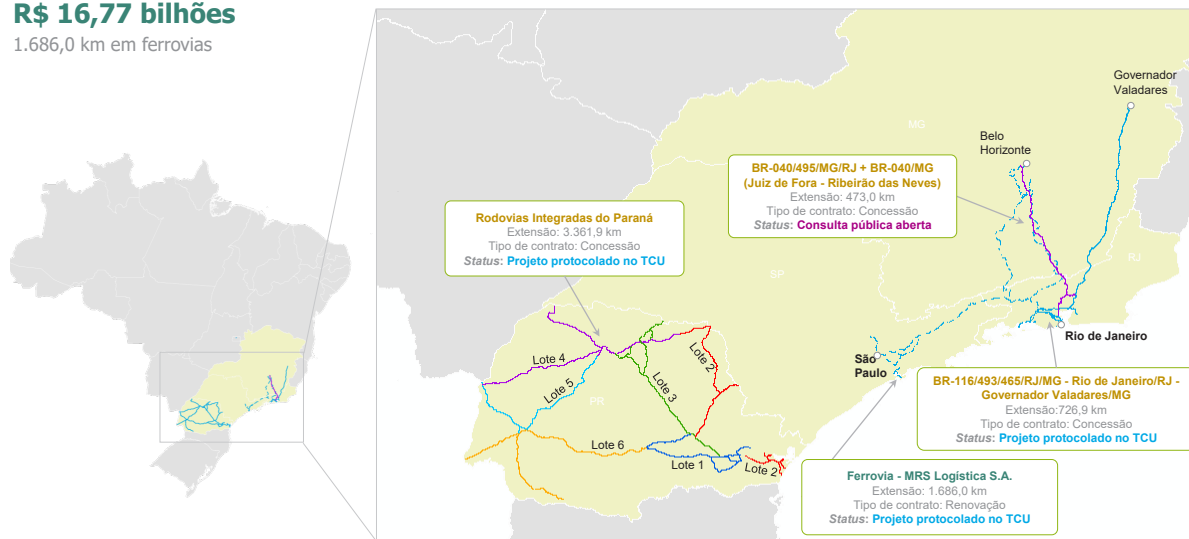 R$ 16,77 bilhões
1.686,0 km em ferrovias
Governador
Valadares
MG
Belo
Horizonte
BR-040/495/MG/RJ + BR-040/MG
(Juiz de Fora - Ribeirão das Neves)
Extensão: 473,0 km
Tipo de contrato: Concessão
Status: Consulta pública aberta
Rodovias Integradas do Paraná
Extensão: 3.361,9 km
Tipo de contrato: Concessão
Status: Projeto protocolado no TCU
RJ
SP
Rio de Janeiro
São
Paulo
Lote 4
Lote 5
Lote 3
Lote 2
PR
Lote 6
Lote 1
Lote 2
BR-116/493/465/RJ/MG - Rio de Janeiro/RJ -
Governador Valadares/MG
Extensão:726,9 km
Tipo de contrato: Concessão
Status: Projeto protocolado no TCU
Ferrovia - MRS Logística S.A.
Extensão: 1.686,0 km
Tipo de contrato: Renovação
Status: Projeto protocolado no TCU